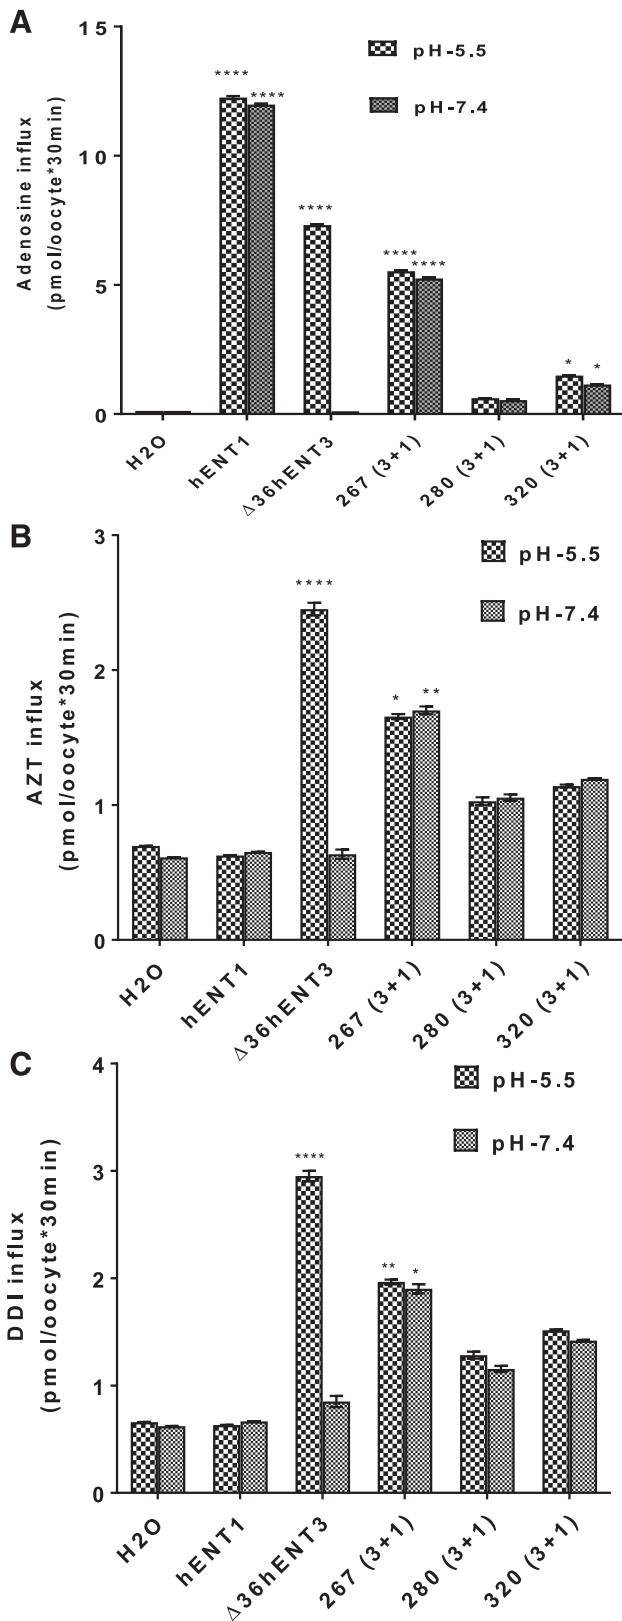 A
Adenosine influx
(pmol/oocyte*30min)
15
10
5
0
pH-5.5
pH-7.4
****
****
****
****
****
*
*
H2O
hENT1
Δ36hENT3
267 (3+1)
280 (3+1)
320 (3+1)
B
AZT influx
(pmol/oocyte*30min)
3
2
1
0
pH-5.5
pH-7.4
****
*
**
H2O
hENT1
Δ36hENT3
267 (3+1)
280 (3+1)
320 (3+1)
C
DDI influx
(pmol/oocyte*30min)
4
3
2
1
0
pH-5.5
pH-7.4
****
**
*
H2O
hENT1
Δ36hENT3
267 (3+1)
280 (3+1)
320 (3+1)